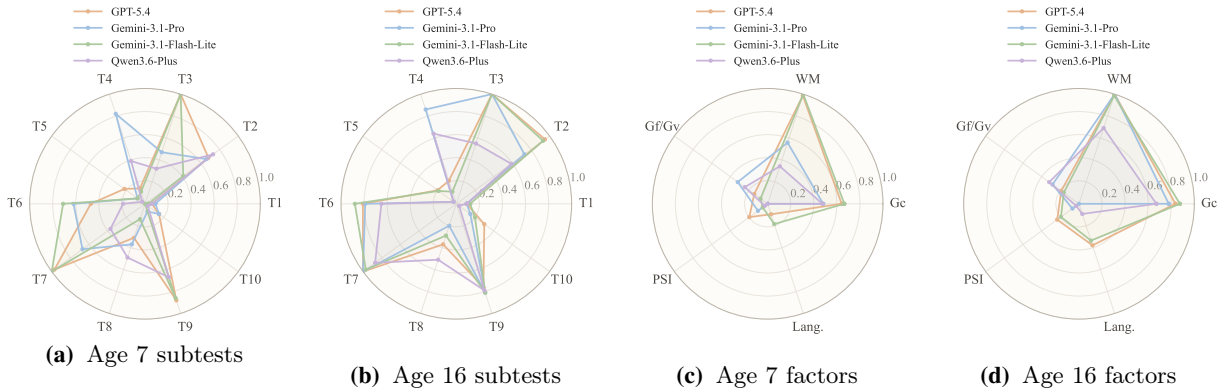 GPT-5.4
Gemini-3.1-Pro
Gemini-3.1-Flash-Lite
Qwen3.6-Plus
T4
T3
T5
T2
0.2
0.4
0.6
0.8
1.0
T6
T1
T7
T10
T8
T9
(a) Age 7 subtests
GPT-5.4
Gemini-3.1-Pro
Gemini-3.1-Flash-Lite
Qwen3.6-Plus
T4
T3
T5
T2
0.2
0.4
0.6
0.8
1.0
T6
T1
T7
T10
T8
T9
(b) Age 16 subtests
GPT-5.4
Gemini-3.1-Pro
Gemini-3.1-Flash-Lite
Qwen3.6-Plus
WM
Gf/Gv
0.2
0.4
0.6
0.8
1.0
Gc
PSI
Lang.
(c) Age 7 factors
GPT-5.4
Gemini-3.1-Pro
Gemini-3.1-Flash-Lite
Qwen3.6-Plus
WM
Gf/Gv
0.2
0.4
0.6
0.8
1.0
Gc
PSI
Lang.
(d) Age 16 factors